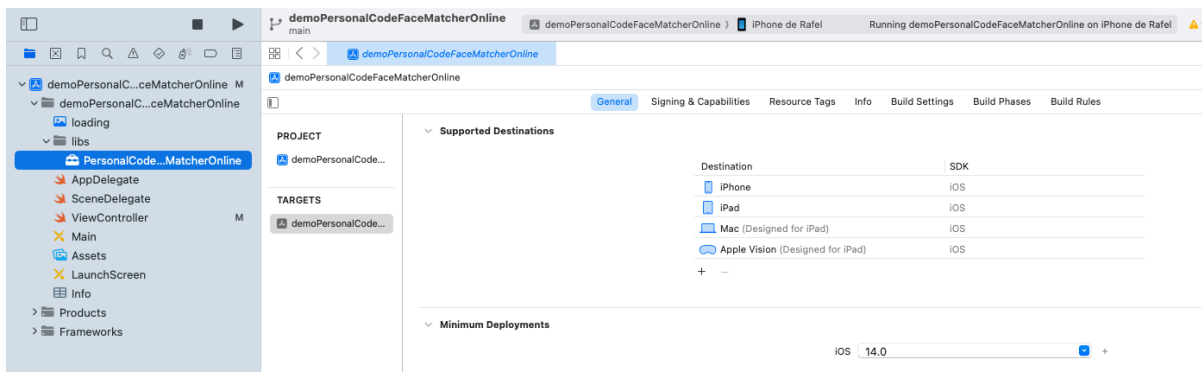 demoPersonalCodeFaceMatcherOnline
main
demoPersonalCodeFaceMatcherOnline
iPhone de Rafel
Running demoPersonalCodeFaceMatcherOnline on iPhone de Rafel
demoPersonalCodeFaceMatcherOnline
demoPersonalCodeFaceMatcherOnline
demoPersonalC...ceMatcherOnline M
demoPersonalC...ceMatcherOnline
loading
libs
PersonalCode...MatcherOnline
AppDelegate
SceneDelegate
ViewController M
Main
Assets
LaunchScreen
Info
Products
Frameworks
General Signing & Capabilities Resource Tags Info Build Settings Build Phases Build Rules
PROJECT
demoPersonalCode...
TARGETS
demoPersonalCode...
Supported Destinations
Destination SDK
iPhone iOS
iPad iOS
Mac (Designed for iPad) iOS
Apple Vision (Designed for iPad) iOS
Minimum Deployments
iOS 14.0